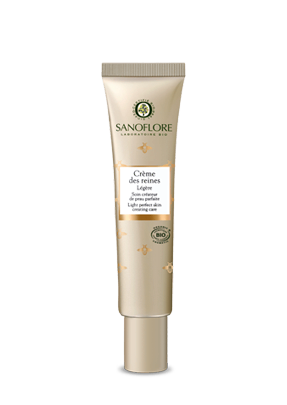 SANOFLORE
LABORATOIRE BIO
Crème
des reines
Légère
Soin créateur
de peau parfaite
Light perfect skin
creating care
BIO